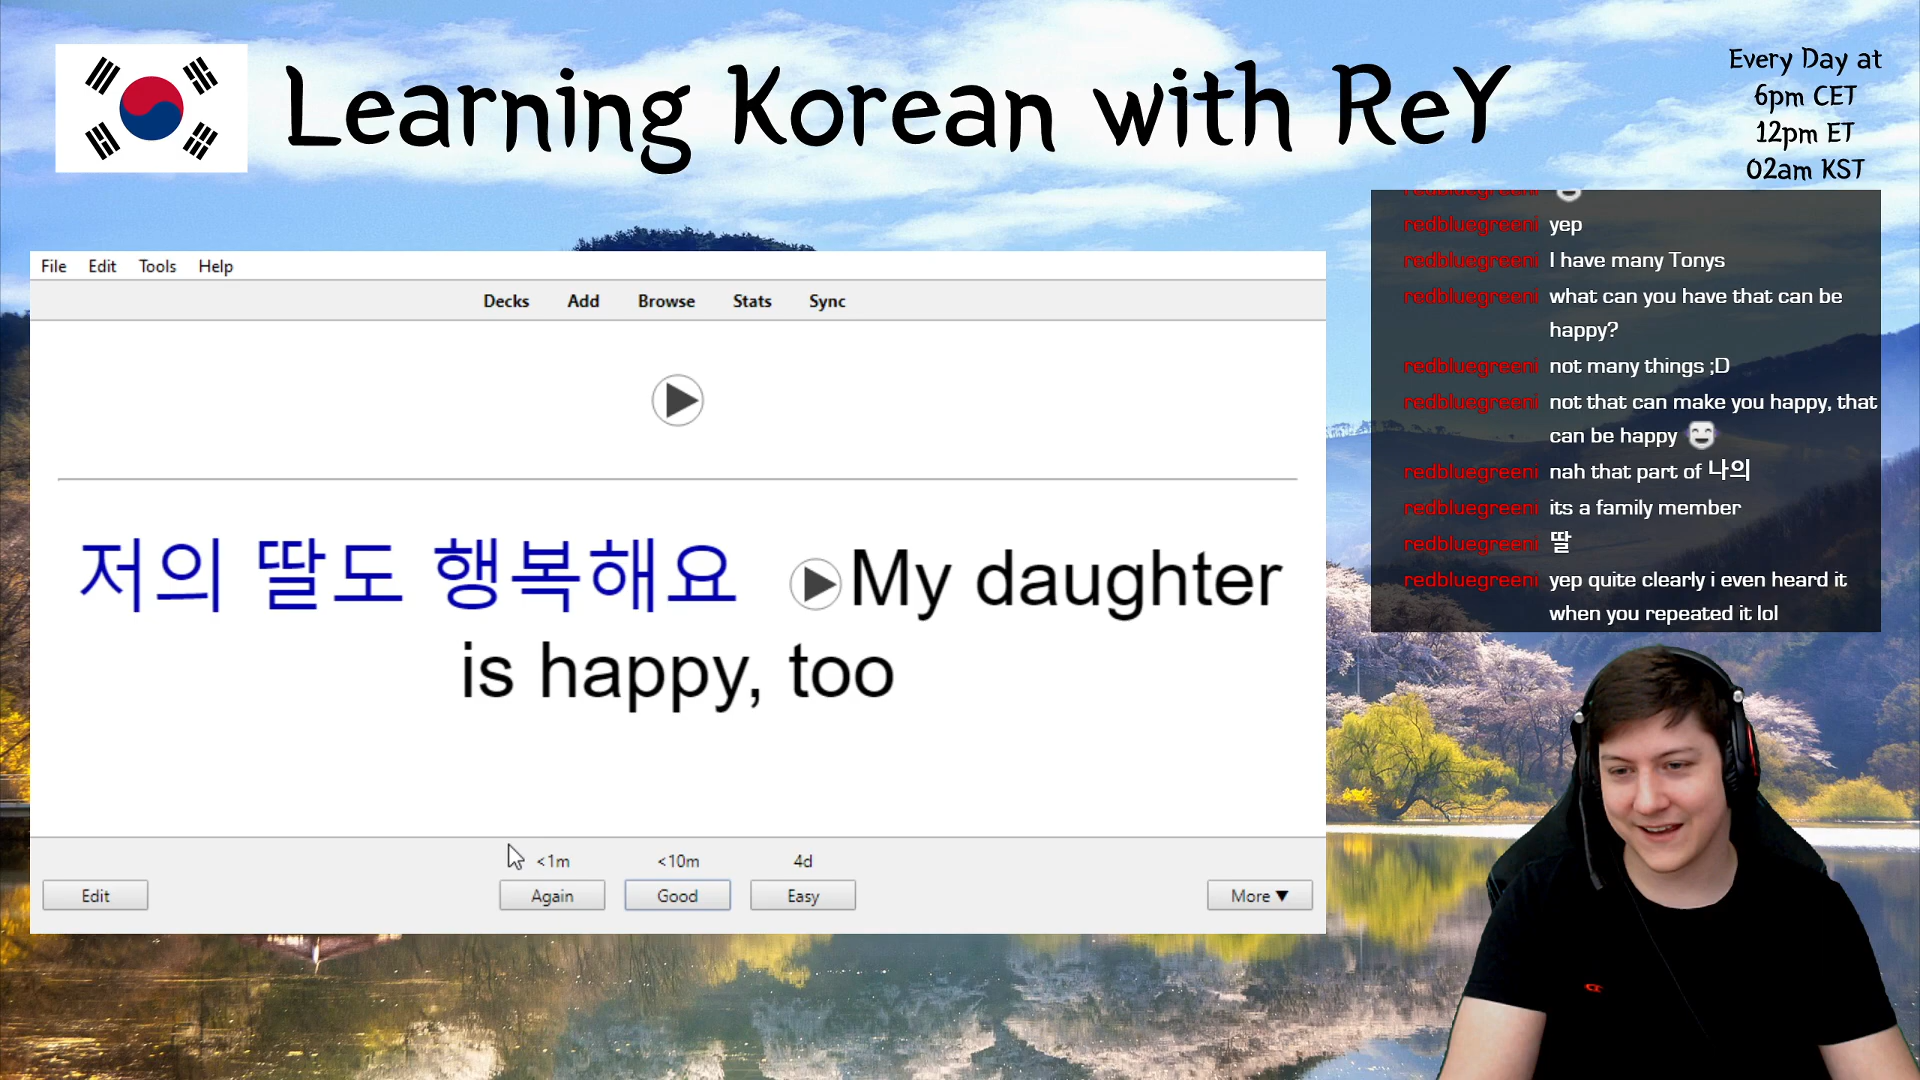 Learning Korean with ReY
Every Day at
6pm CET
12pm ET
02am KST
redbluegreeni
redbluegreeni yep
redbluegreeni I have many Tonys
redbluegreeni what can you have that can be
happy?
redbluegreeni not many things ;D
redbluegreeni not that can make you happy, that
can be happy
redbluegreeni nah that part of 나의
redbluegreeni its a family member
redbluegreeni 딸
redbluegreeni yep quite clearly i even heard it
when you repeated it lol
File Edit Tools Help
Decks Add Browse Stats Sync
저의 딸도 행복해요 My daughter
is happy, too
<1m <10m 4d
Edit Again Good Easy More ▼